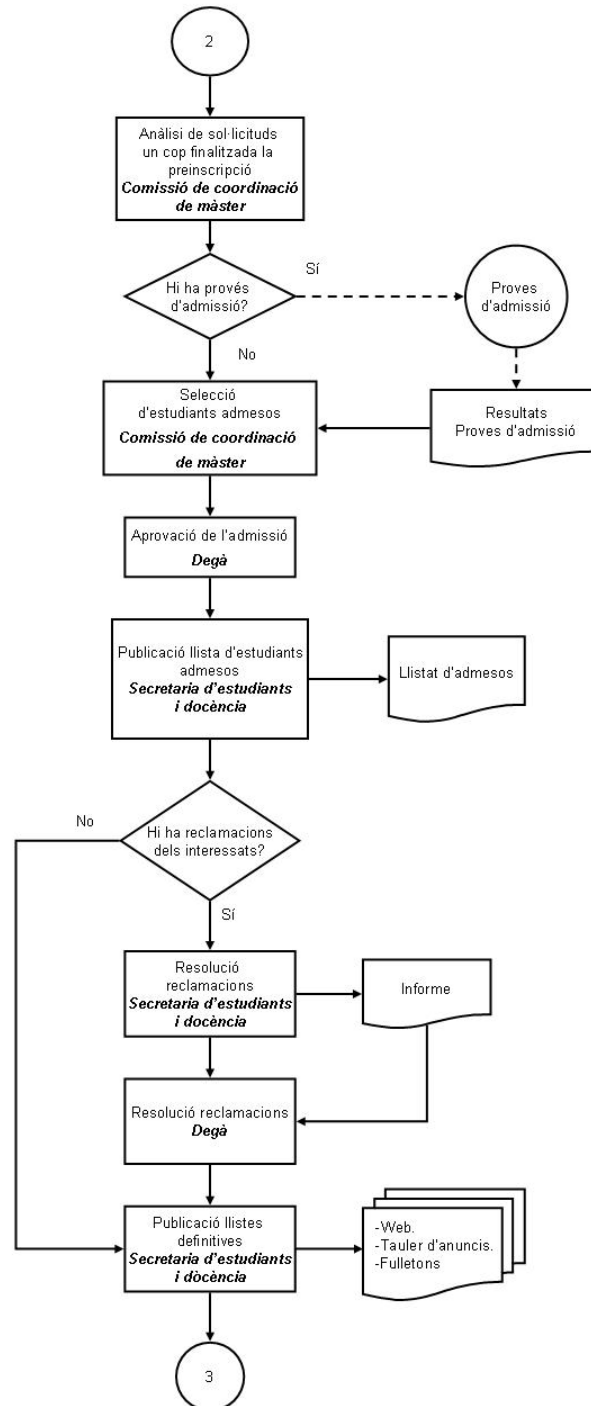 2
Anàlisi de sol·licituds
un cop finalitzada la
preinscripció
Comissió de coordinació
de màster
Hi ha provés
d'admissió?
Sí
Proves
d'admissió
No
Selecció
d'estudiants admesos
Comissió de coordinació
de màster
Resultats
Proves d'admissió
Aprovació de l'admissió
Degà
Publicació llista d'estudiants
admesos
Secretaria d'estudiants
i docència
Llistat d'admesos
No
Hi ha reclamacions
dels interessats?
Sí
Resolució
reclamacions
Secretaria d'estudiants
i docència
Informe
Resolució reclamacions
Degà
Publicació llistes
definitives
Secretaria d'estudiants
i dòcència
-Web.
-Tauler d'anuncis.
-Fulletons
3